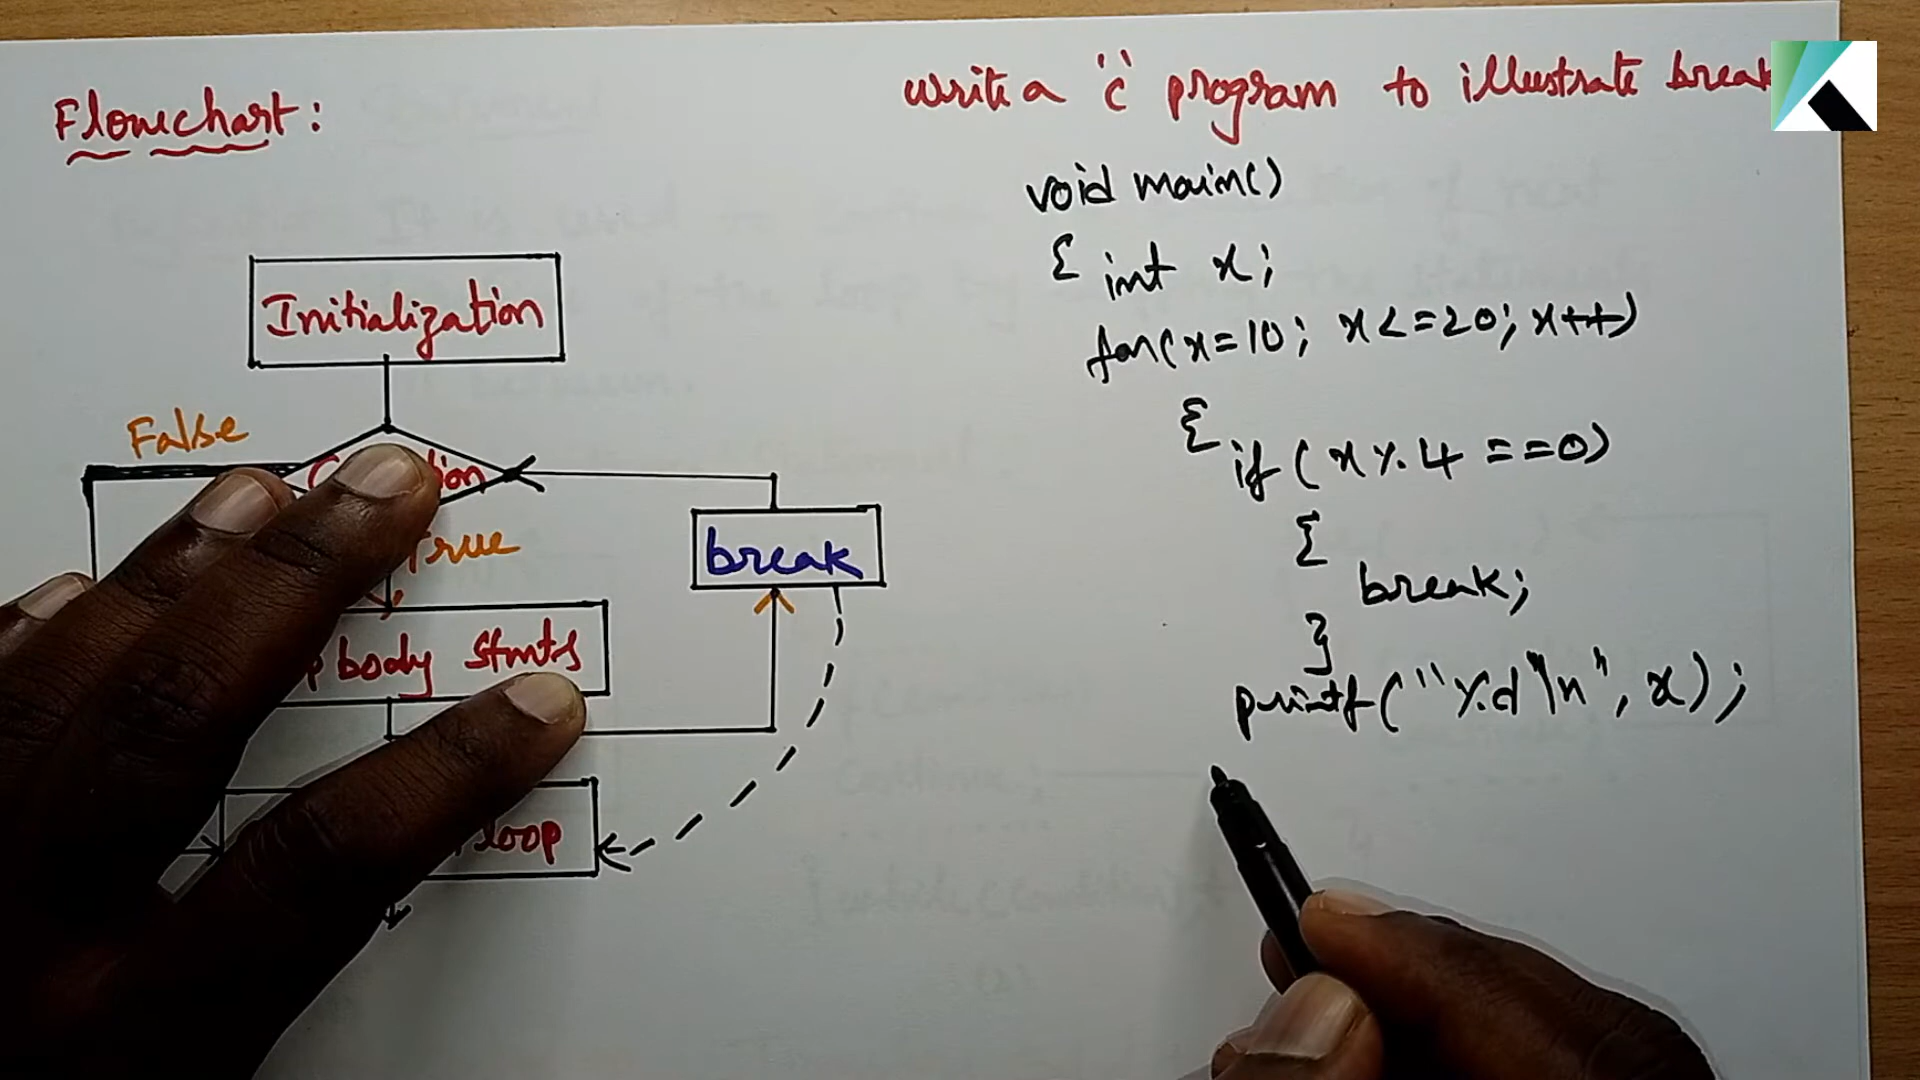 Flowchart:
Initialization
False
True
break
body stmts
loop
write a 'c' program to illustrate break
void main()
{ int x;
for(x=10; x<=20; x++)
{ if (x%4==0)
{
break;
}
printf("%d"\n", x);